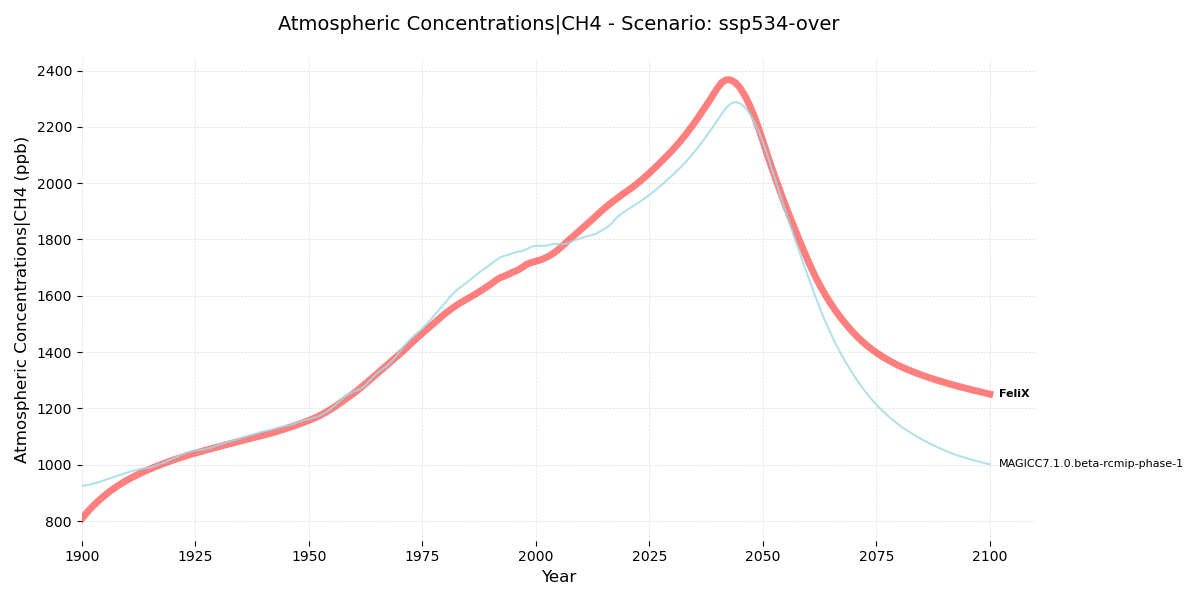 Atmospheric Concentrations|CH4 - Scenario: ssp534-over
Atmospheric Concentrations|CH4 (ppb)
2400
2200
2000
1800
1600
1400
1200
1000
800
FeliX
MAGICC7.1.0.beta-rcmip-phase-1
1900 1925 1950 1975 2000 2025 2050 2075 2100
Year